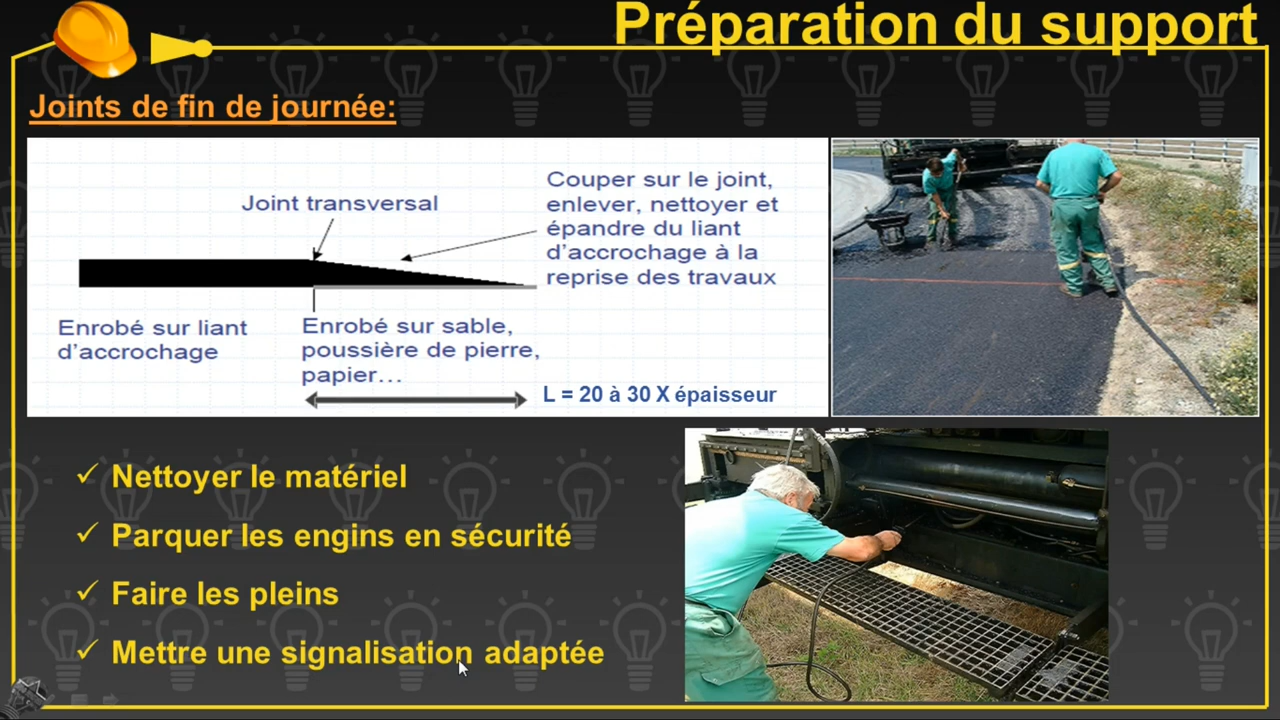 Préparation du support
Joints de fin de journée:
Joint transversal
Couper sur le joint,
enlever, nettoyer et
épandre du liant
d'accrochage à la
reprise des travaux
Enrobé sur liant
d'accrochage
Enrobé sur sable,
poussière de pierre,
papier…
L = 20 à 30 X épaisseur
✓ Nettoyer le matériel
✓ Parquer les engins en sécurité
✓ Faire les pleins
✓ Mettre une signalisation adaptée